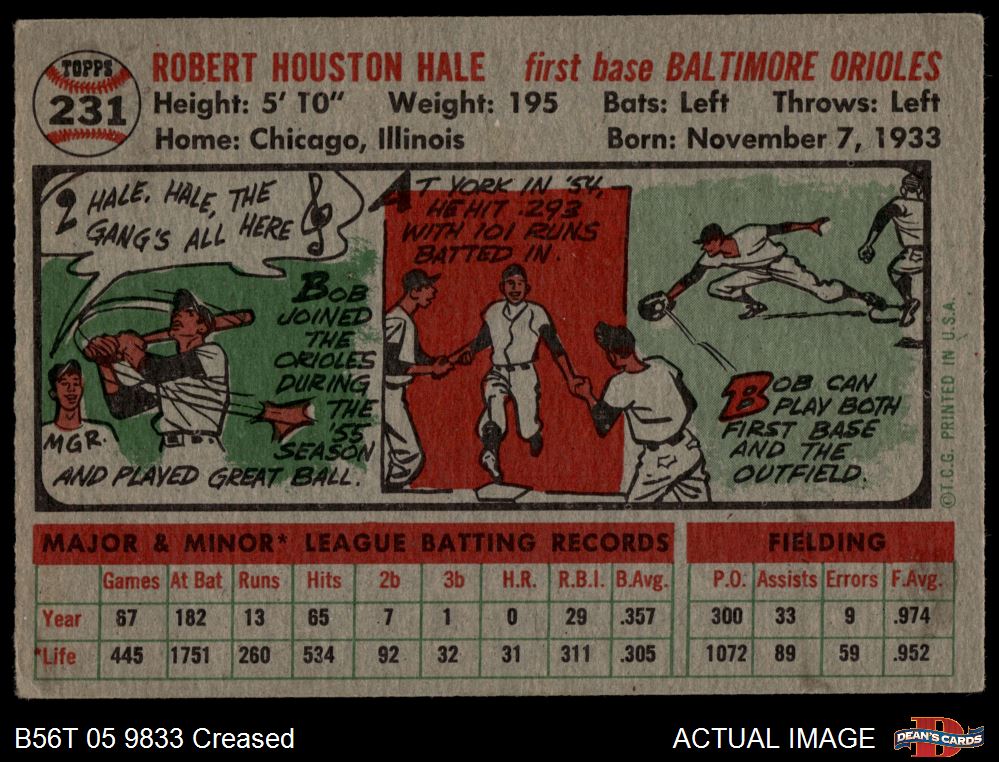 TOPPS
231
ROBERT HOUSTON HALE first base BALTIMORE ORIOLES
Height: 5' TO" Weight: 195 Bats: Left Throws: Left
Home: Chicago, Illinois Born: November 7, 1933
HALE, HALE, THE
GANG'S ALL HERE
MGR.
BOB
JOINED
THE
ORIOLES
DURING
THE
'55
SEASON
AND PLAYED GREAT BALL.
AT YORK IN '54,
HE HIT .293
WITH 101 RUNS
BATTED IN.
BOB CAN
PLAY BOTH
FIRST BASE
AND THE
OUTFIELD.
©T.C.G. PRINTED IN U.S.A.
MAJOR & MINOR* LEAGUE BATTING RECORDS FIELDING
Games At Bat Runs Hits 2b 3b H.R. R.B.I. B.Avg. P.O. Assists Errors F.Avg.
Year 67 182 13 65 7 1 0 29 .357 300 33 9 .974
*Life 445 1751 260 534 92 32 31 311 .305 1072 89 59 .952
B56T 05 9833 Creased ACTUAL IMAGE
DEAN'S CARDS